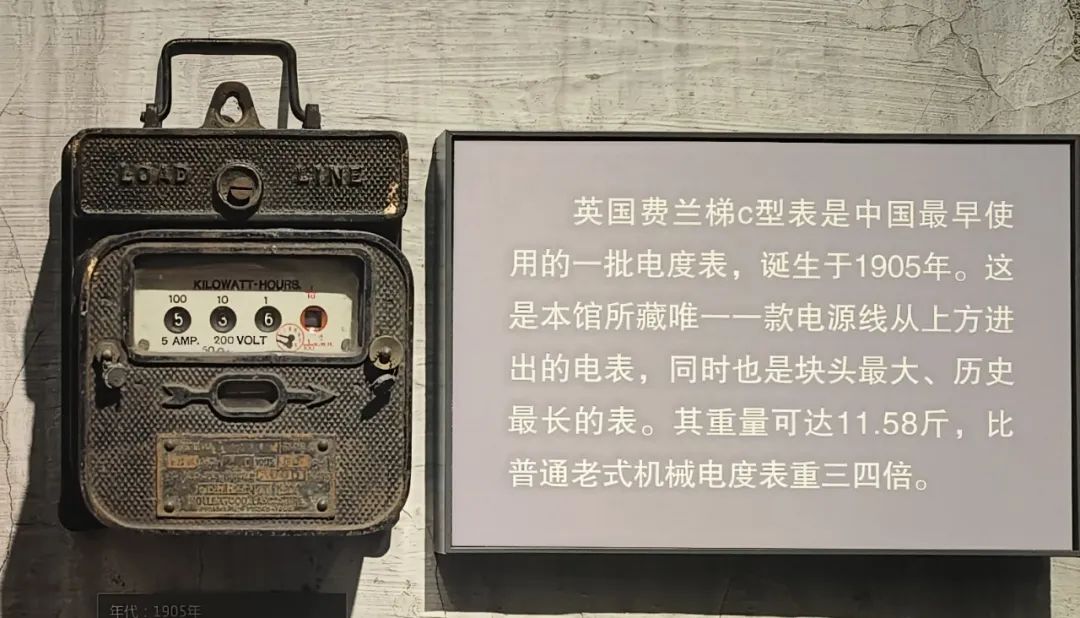 LOAD LINE
KILOWATT-HOURS.
100 10 1
5 3 6
5 AMP. 200 VOLT
英国费兰梯c型表是中国最早使
用的一批电度表，诞生于1905年。这
是本馆所藏唯一一款电源线从上方进
出的电表，同时也是块头最大、历史
最长的表。其重量可达11.58斤，比
普通老式机械电度表重三四倍。
年代：1905年